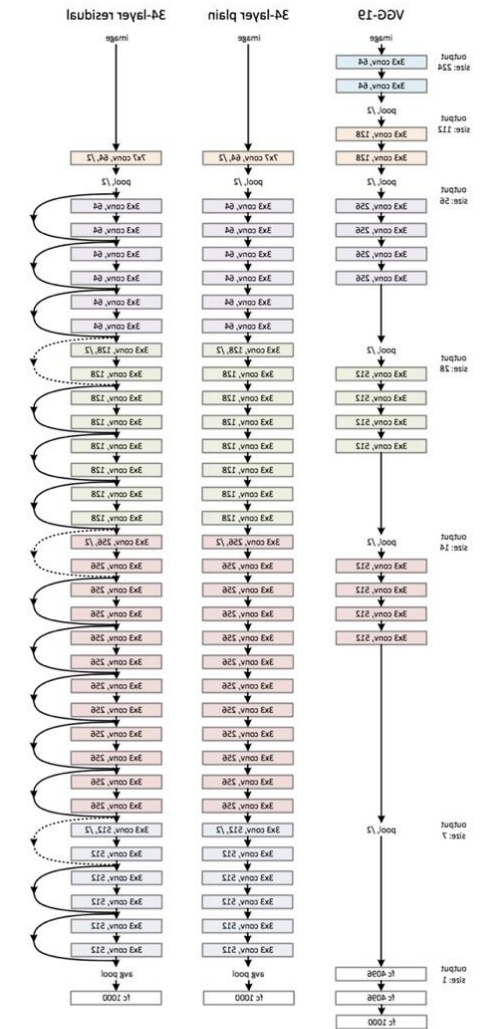 output
size: 224
output
size: 112
output
size: 56
output
size: 28
output
size: 14
output
size: 7
output
size: 1
VGG-19
image
3x3 conv, 64
3x3 conv, 64
pool, /2
3x3 conv, 128
3x3 conv, 128
pool, /2
3x3 conv, 256
3x3 conv, 256
3x3 conv, 256
3x3 conv, 256
pool, /2
3x3 conv, 512
3x3 conv, 512
3x3 conv, 512
3x3 conv, 512
pool, /2
3x3 conv, 512
3x3 conv, 512
3x3 conv, 512
3x3 conv, 512
pool, /2
fc 4096
fc 4096
fc 1000
34-layer plain
image
7x7 conv, 64, /2
pool, /2
3x3 conv, 64
3x3 conv, 64
3x3 conv, 64
3x3 conv, 64
3x3 conv, 64
3x3 conv, 64
3x3 conv, 128, /2
3x3 conv, 128
3x3 conv, 128
3x3 conv, 128
3x3 conv, 128
3x3 conv, 128
3x3 conv, 128
3x3 conv, 128
3x3 conv, 256, /2
3x3 conv, 256
3x3 conv, 256
3x3 conv, 256
3x3 conv, 256
3x3 conv, 256
3x3 conv, 256
3x3 conv, 256
3x3 conv, 256
3x3 conv, 256
3x3 conv, 256
3x3 conv, 256
3x3 conv, 512, /2
3x3 conv, 512
3x3 conv, 512
3x3 conv, 512
3x3 conv, 512
3x3 conv, 512
avg pool
fc 1000
34-layer residual
image
7x7 conv, 64, /2
pool, /2
3x3 conv, 64
3x3 conv, 64
3x3 conv, 64
3x3 conv, 64
3x3 conv, 64
3x3 conv, 64
3x3 conv, 128, /2
3x3 conv, 128
3x3 conv, 128
3x3 conv, 128
3x3 conv, 128
3x3 conv, 128
3x3 conv, 128
3x3 conv, 128
3x3 conv, 256, /2
3x3 conv, 256
3x3 conv, 256
3x3 conv, 256
3x3 conv, 256
3x3 conv, 256
3x3 conv, 256
3x3 conv, 256
3x3 conv, 256
3x3 conv, 256
3x3 conv, 256
3x3 conv, 256
3x3 conv, 512, /2
3x3 conv, 512
3x3 conv, 512
3x3 conv, 512
3x3 conv, 512
3x3 conv, 512
avg pool
fc 1000